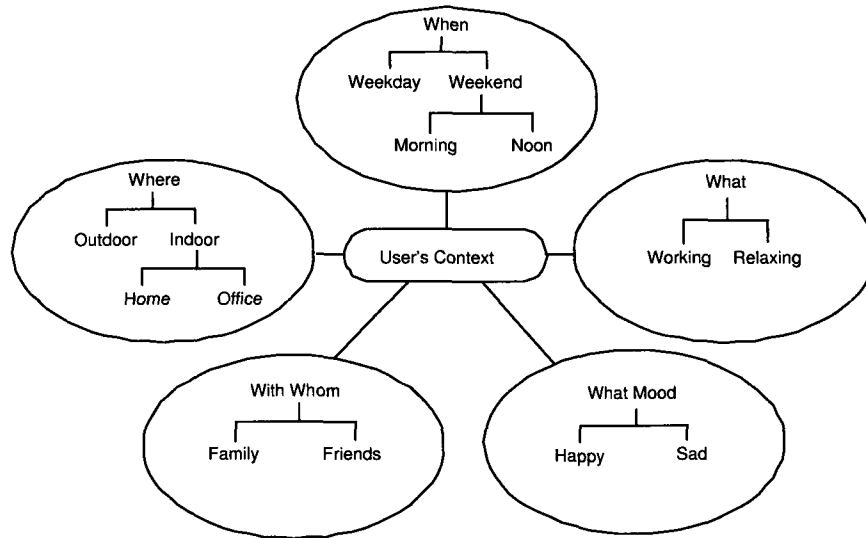 When
Weekday Weekend
Morning Noon
Where
Outdoor Indoor
Home Office
User's Context
What
Working Relaxing
With Whom
Family Friends
What Mood
Happy Sad